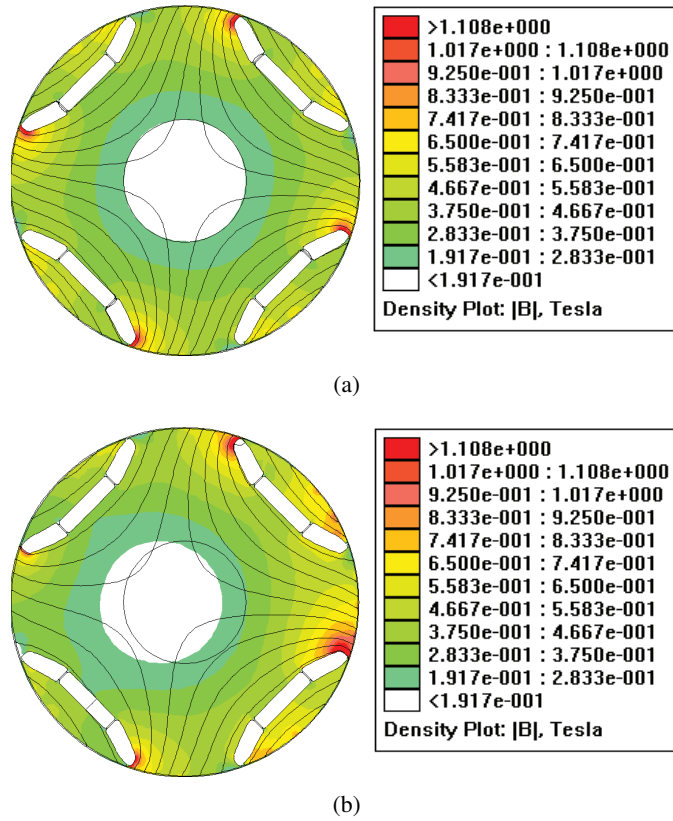 >1.108e+000
1.017e+000 : 1.108e+000
9.250e-001 : 1.017e+000
8.333e-001 : 9.250e-001
7.417e-001 : 8.333e-001
6.500e-001 : 7.417e-001
5.583e-001 : 6.500e-001
4.667e-001 : 5.583e-001
3.750e-001 : 4.667e-001
2.833e-001 : 3.750e-001
1.917e-001 : 2.833e-001
<1.917e-001
Density Plot: |B|, Tesla
(a)
>1.108e+000
1.017e+000 : 1.108e+000
9.250e-001 : 1.017e+000
8.333e-001 : 9.250e-001
7.417e-001 : 8.333e-001
6.500e-001 : 7.417e-001
5.583e-001 : 6.500e-001
4.667e-001 : 5.583e-001
3.750e-001 : 4.667e-001
2.833e-001 : 3.750e-001
1.917e-001 : 2.833e-001
<1.917e-001
Density Plot: |B|, Tesla
(b)